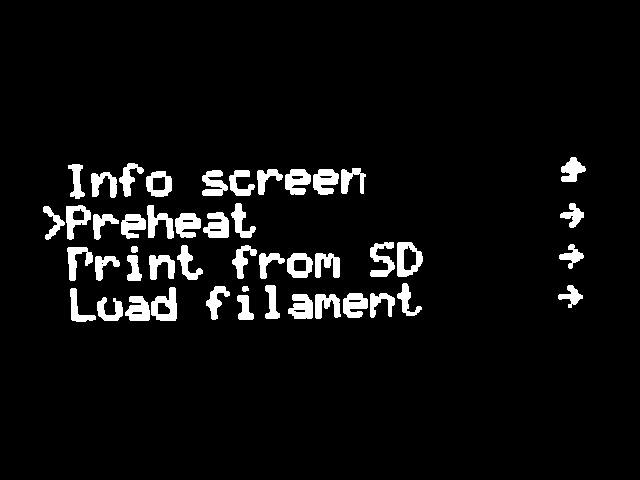 Info screen
>Preheat →
Print from SD →
Load filament →